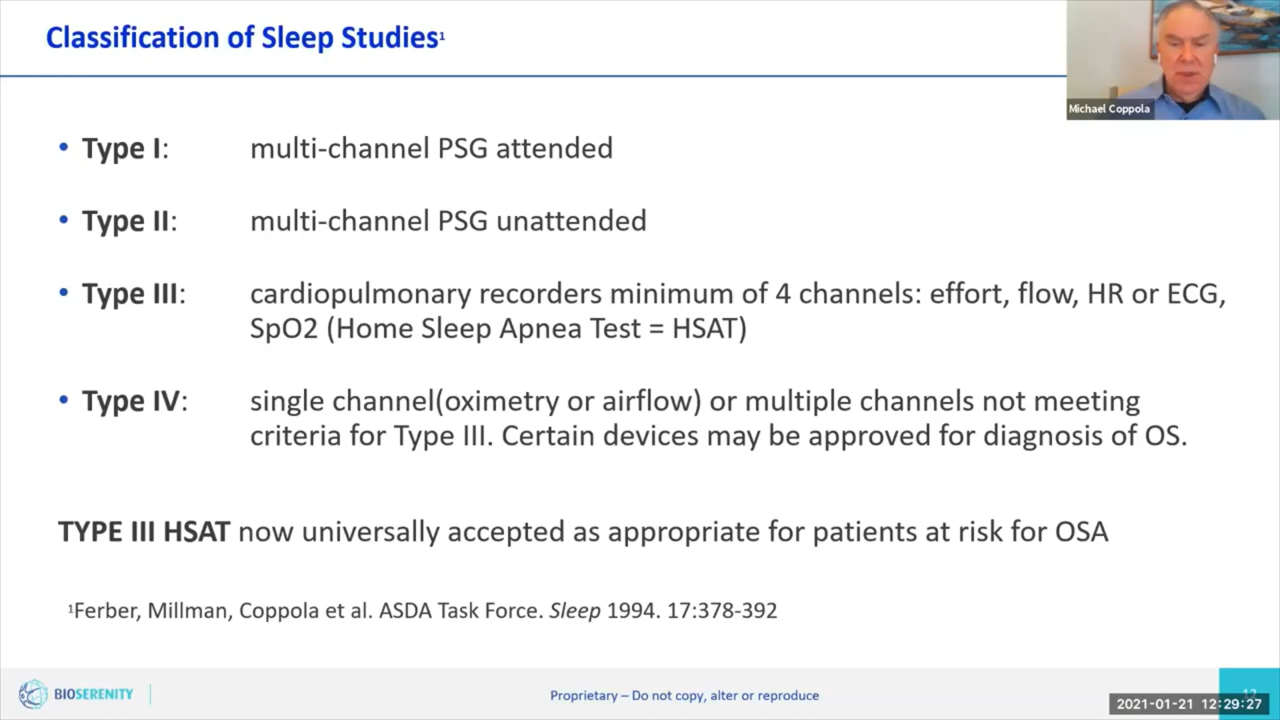 Classification of Sleep Studies¹
Michael Coppola
• Type I: multi-channel PSG attended
• Type II: multi-channel PSG unattended
• Type III: cardiopulmonary recorders minimum of 4 channels: effort, flow, HR or ECG,
SpO2 (Home Sleep Apnea Test = HSAT)
• Type IV: single channel(oximetry or airflow) or multiple channels not meeting
criteria for Type III. Certain devices may be approved for diagnosis of OS.
TYPE III HSAT now universally accepted as appropriate for patients at risk for OSA
¹Ferber, Millman, Coppola et al. ASDA Task Force. Sleep 1994. 17:378-392
BIOSERENITY
Proprietary – Do not copy, alter or reproduce
2021-01-21 12:29:27